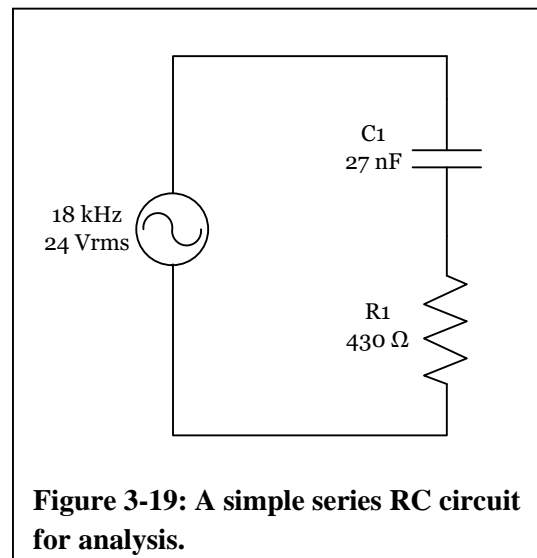 C1
27 nF
18 kHz
24 Vrms
R1
430 Ω
Figure 3-19: A simple series RC circuit
for analysis.